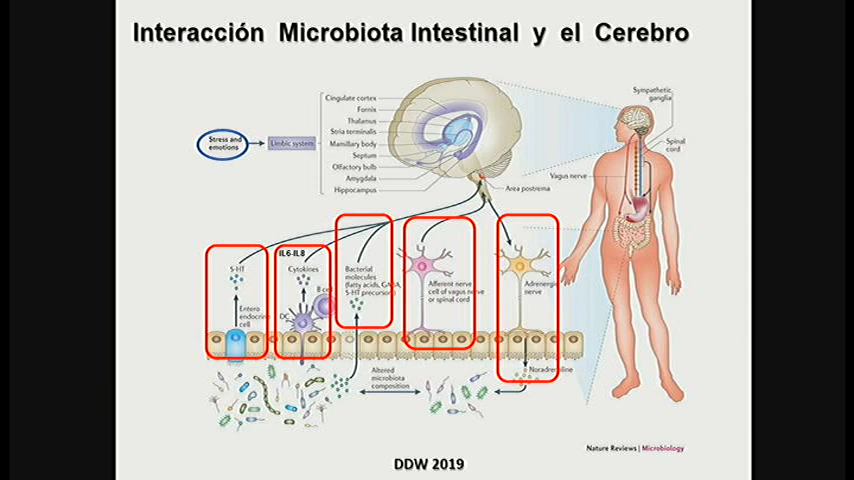 Interacción Microbiota Intestinal y el Cerebro
Cingulate cortex
Fornix
Thalamus
Stria terminalis
Mamillary body
Septum
Olfactory bulb
Amygdala
Hippocampus
Stress and
emotions
Limbic system
Area postrema
Sympathetic
ganglia
Spinal
cord
Vagus nerve
5-HT
Entero
endocrine
cell
IL6-IL8
Cytokines
DC
B cell
Bacterial
molecules
(fatty acids, GABA,
5-HT precursors)
Afferent nerve
cell of vagus nerve
or spinal cord
Adrenergic
nerve
Noradrenaline
Altered
microbiota
composition
Nature Reviews | Microbiology
DDW 2019